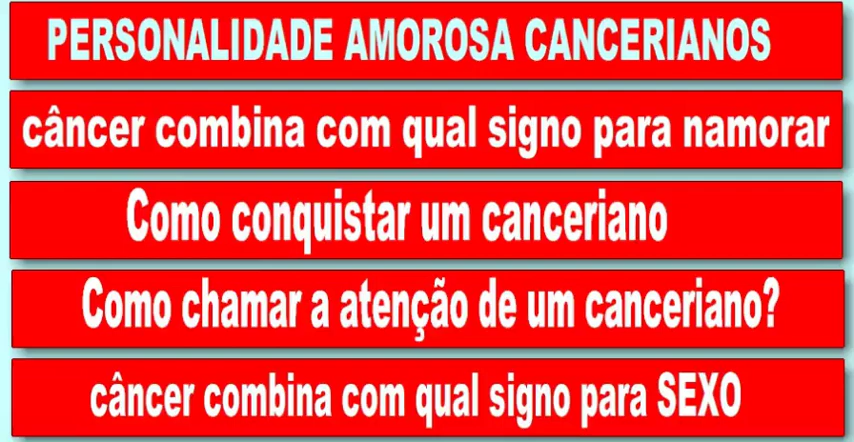 PERSONALIDADE AMOROSA CANCERIANOS
câncer combina com qual signo para namorar
Como conquistar um canceriano
Como chamar a atenção de um canceriano?
câncer combina com qual signo para SEXO